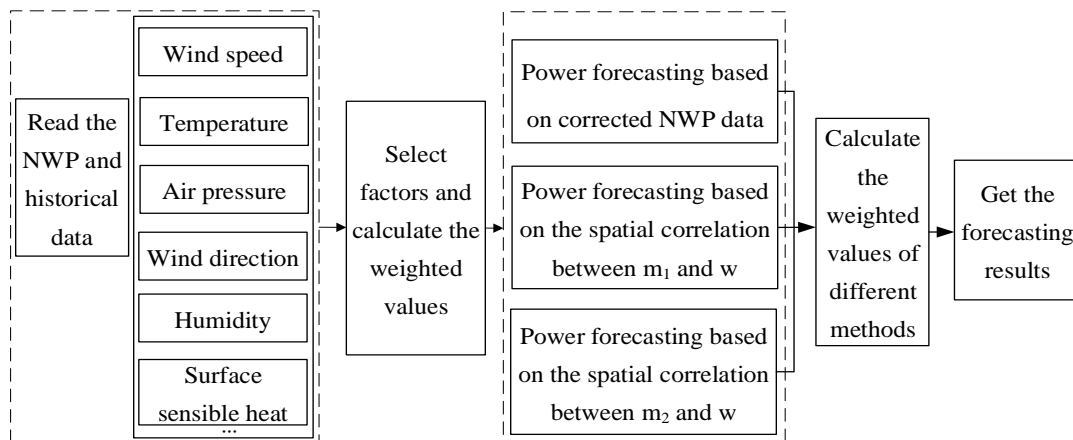 Read the
NWP and
historical
data
Wind speed
Temperature
Air pressure
Wind direction
Humidity
Surface
sensible heat
...
Select
factors and
calculate the
weighted
values
Power forecasting based
on corrected NWP data
Power forecasting based
on the spatial correlation
between m₁ and w
Power forecasting based
on the spatial correlation
between m₂ and w
Calculate
the
weighted
values of
different
methods
Get the
forecasting
results